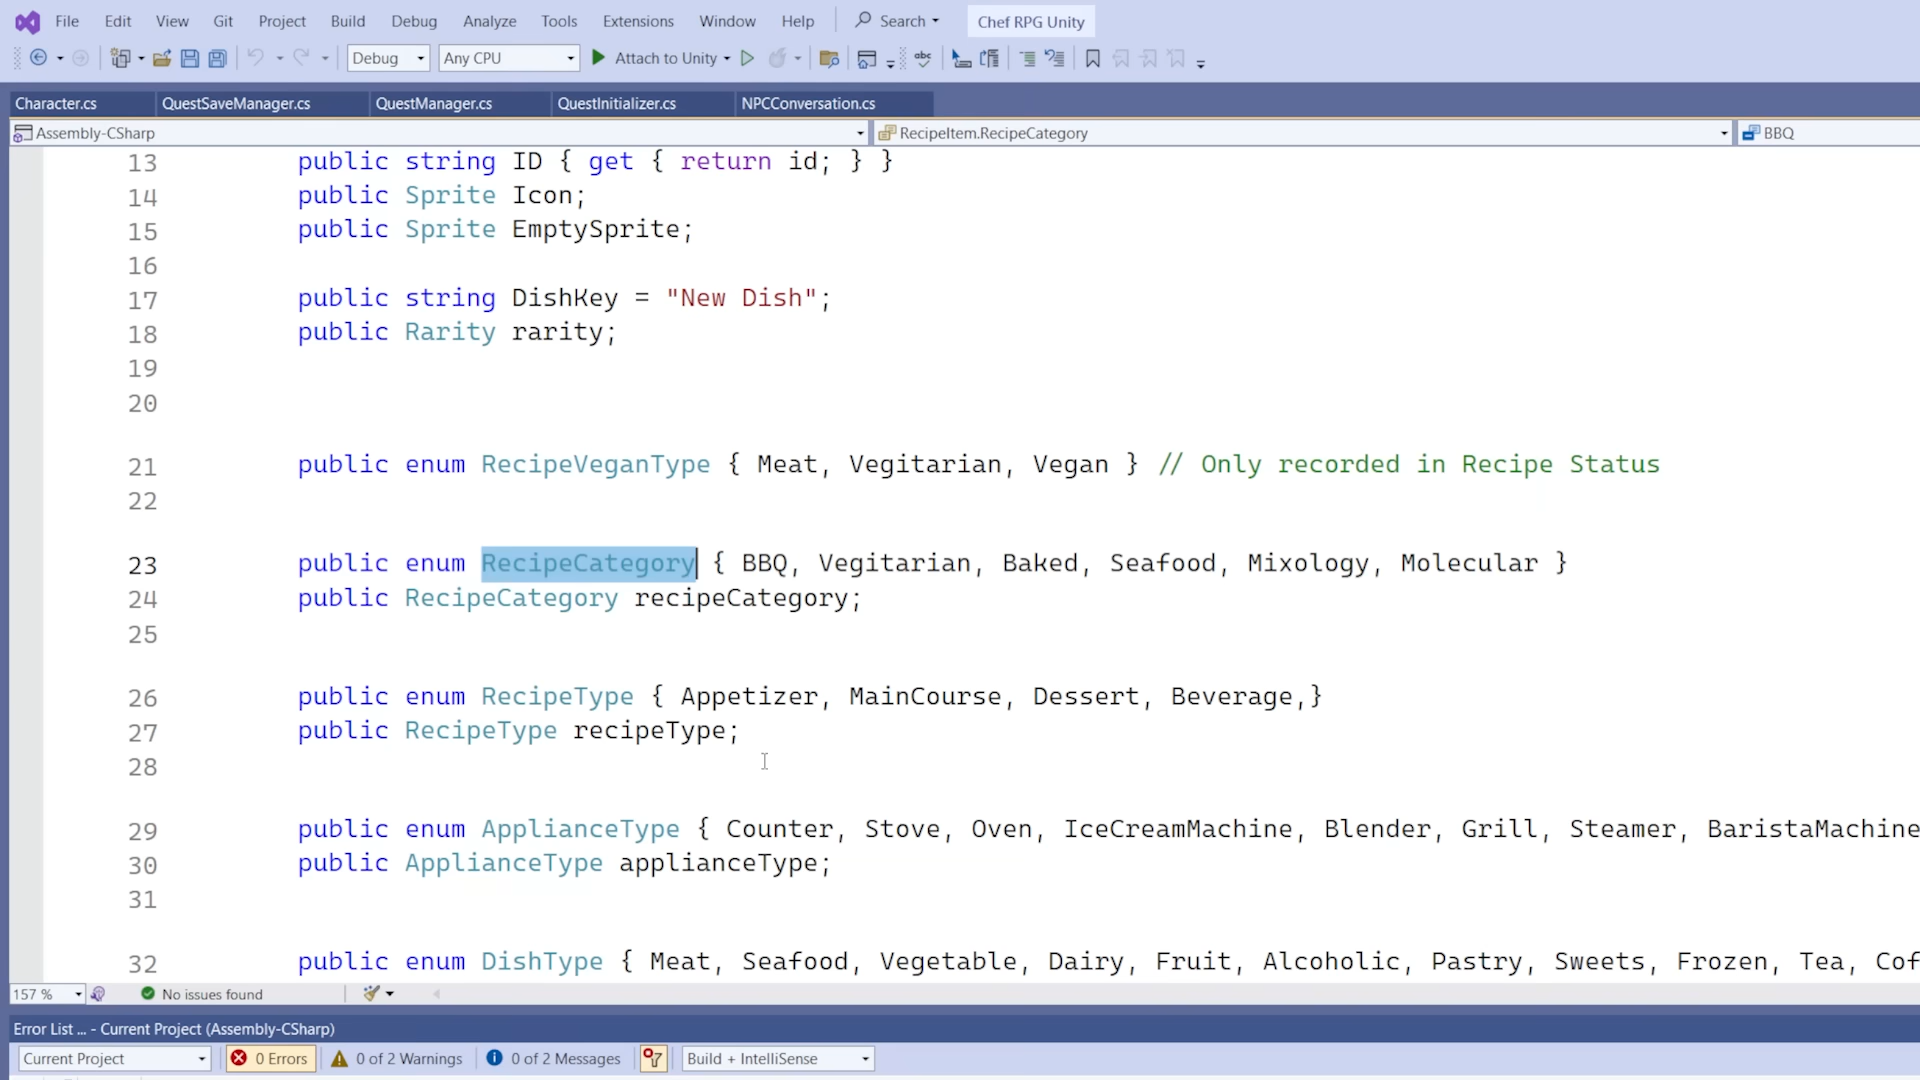 File Edit View Git Project Build Debug Analyze Tools Extensions Window Help Search Chef RPG Unity
Debug Any CPU Attach to Unity
Character.cs QuestSaveManager.cs QuestManager.cs QuestInitializer.cs NPCConversation.cs
Assembly-CSharp RecipeItem.RecipeCategory BBQ
13 public string ID { get { return id; } }
14 public Sprite Icon;
15 public Sprite EmptySprite;
16
17 public string DishKey = "New Dish";
18 public Rarity rarity;
19
20
21 public enum RecipeVeganType { Meat, Vegitarian, Vegan } // Only recorded in Recipe Status
22
23 public enum RecipeCategory { BBQ, Vegitarian, Baked, Seafood, Mixology, Molecular }
24 public RecipeCategory recipeCategory;
25
26 public enum RecipeType { Appetizer, MainCourse, Dessert, Beverage,}
27 public RecipeType recipeType;
28
29 public enum ApplianceType { Counter, Stove, Oven, IceCreamMachine, Blender, Grill, Steamer, BaristaMachine
30 public ApplianceType applianceType;
31
32 public enum DishType { Meat, Seafood, Vegetable, Dairy, Fruit, Alcoholic, Pastry, Sweets, Frozen, Tea, Cof
157 % No issues found
Error List ... - Current Project (Assembly-CSharp)
Current Project 0 Errors 0 of 2 Warnings 0 of 2 Messages Build + IntelliSense